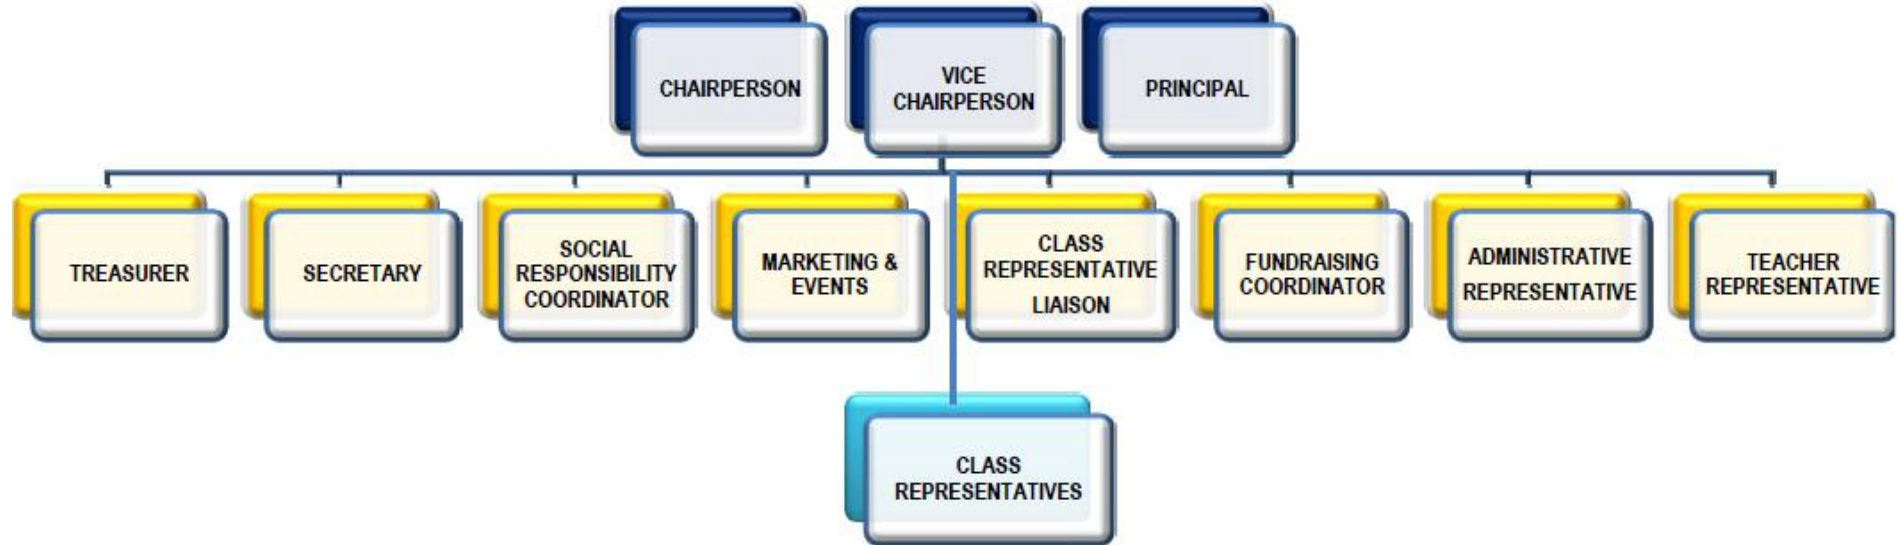 CHAIRPERSON
VICE
CHAIRPERSON
PRINCIPAL
TREASURER
SECRETARY
SOCIAL
RESPONSIBILITY
COORDINATOR
MARKETING &
EVENTS
CLASS
REPRESENTATIVE
LIAISON
FUNDRAISING
COORDINATOR
ADMINISTRATIVE
REPRESENTATIVE
TEACHER
REPRESENTATIVE
CLASS
REPRESENTATIVES